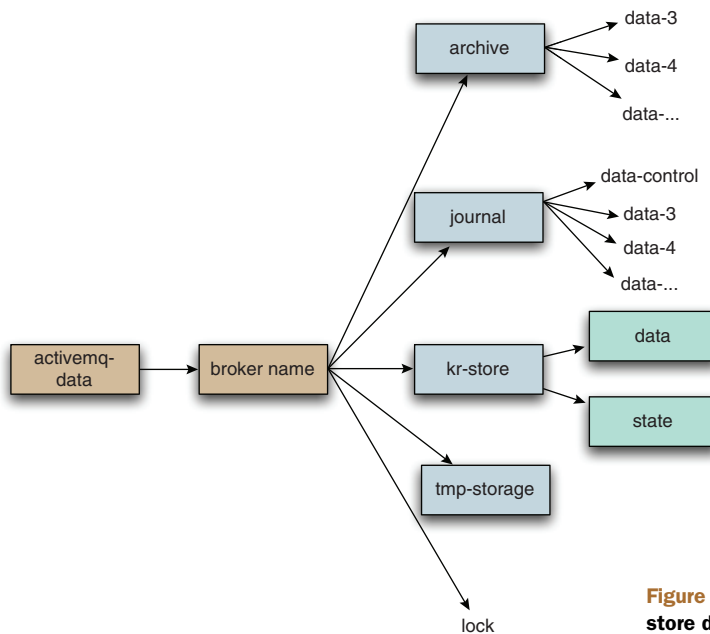 archive
data-3
data-4
data-...
journal
data-control
data-3
data-4
data-...
activemq-
data
broker name
kr-store
data
state
tmp-storage
lock
Figure
store d